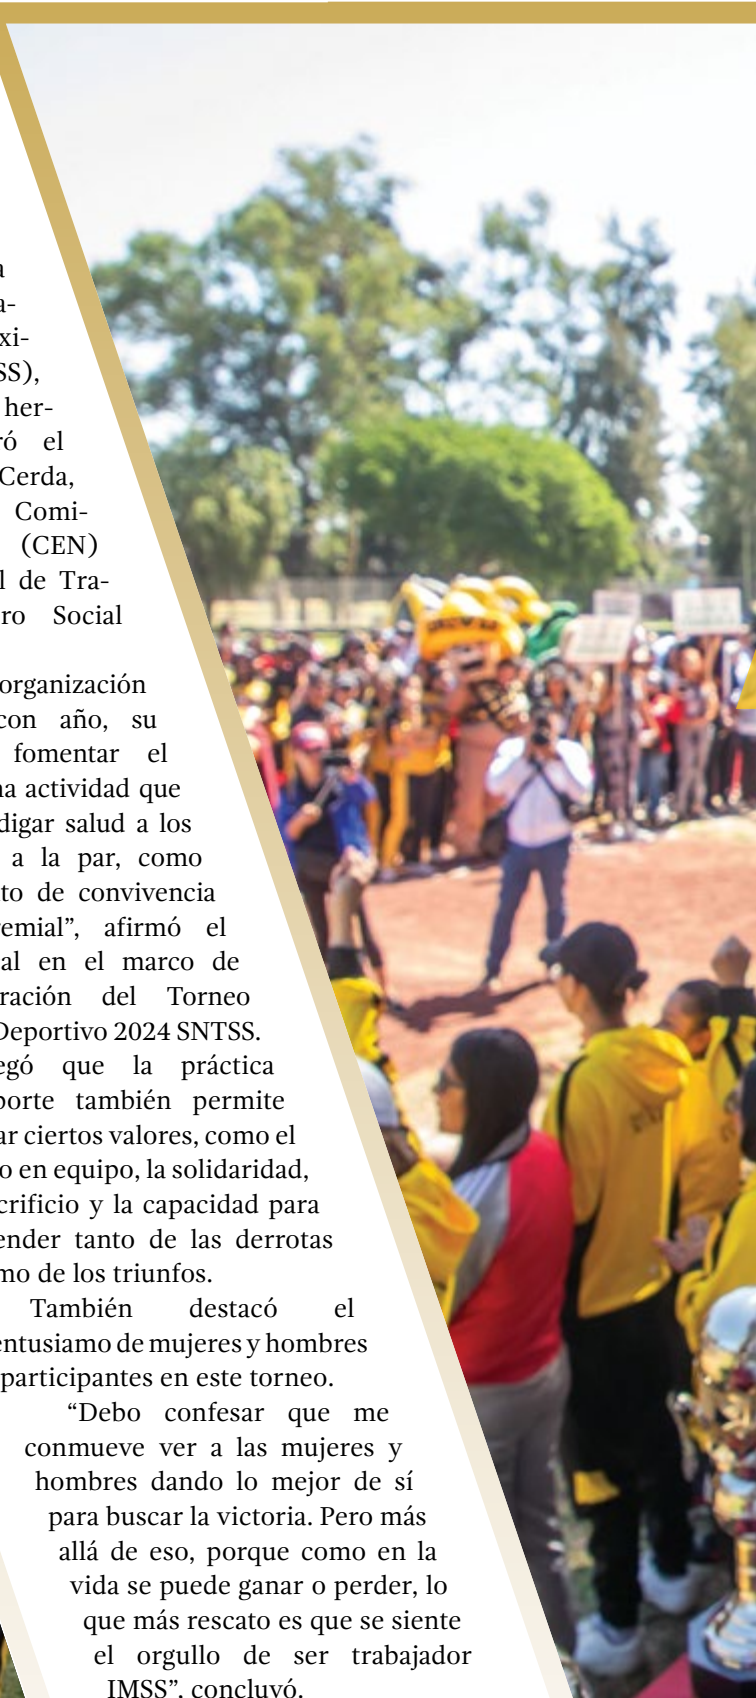 a
a-
xi-
SS),
her-
ró el
Cerda,
Comi-
(CEN)
l de Tra-
ro Social
organización
con año, su
fomentar el
na actividad que
digar salud a los
a la par, como
to de convivencia
remial”, afirmó el
al en el marco de
ración del Torneo
Deportivo 2024 SNTSS.
egó que la práctica
porte también permite
ar ciertos valores, como el
o en equipo, la solidaridad,
crificio y la capacidad para
ender tanto de las derrotas
mo de los triunfos.
También destacó el
entusiamo de mujeres y hombres
participantes en este torneo.
“Debo confesar que me
conmueve ver a las mujeres y
hombres dando lo mejor de sí
para buscar la victoria. Pero más
allá de eso, porque como en la
vida se puede ganar o perder, lo
que más rescato es que se siente
el orgullo de ser trabajador
IMSS”, concluyó.